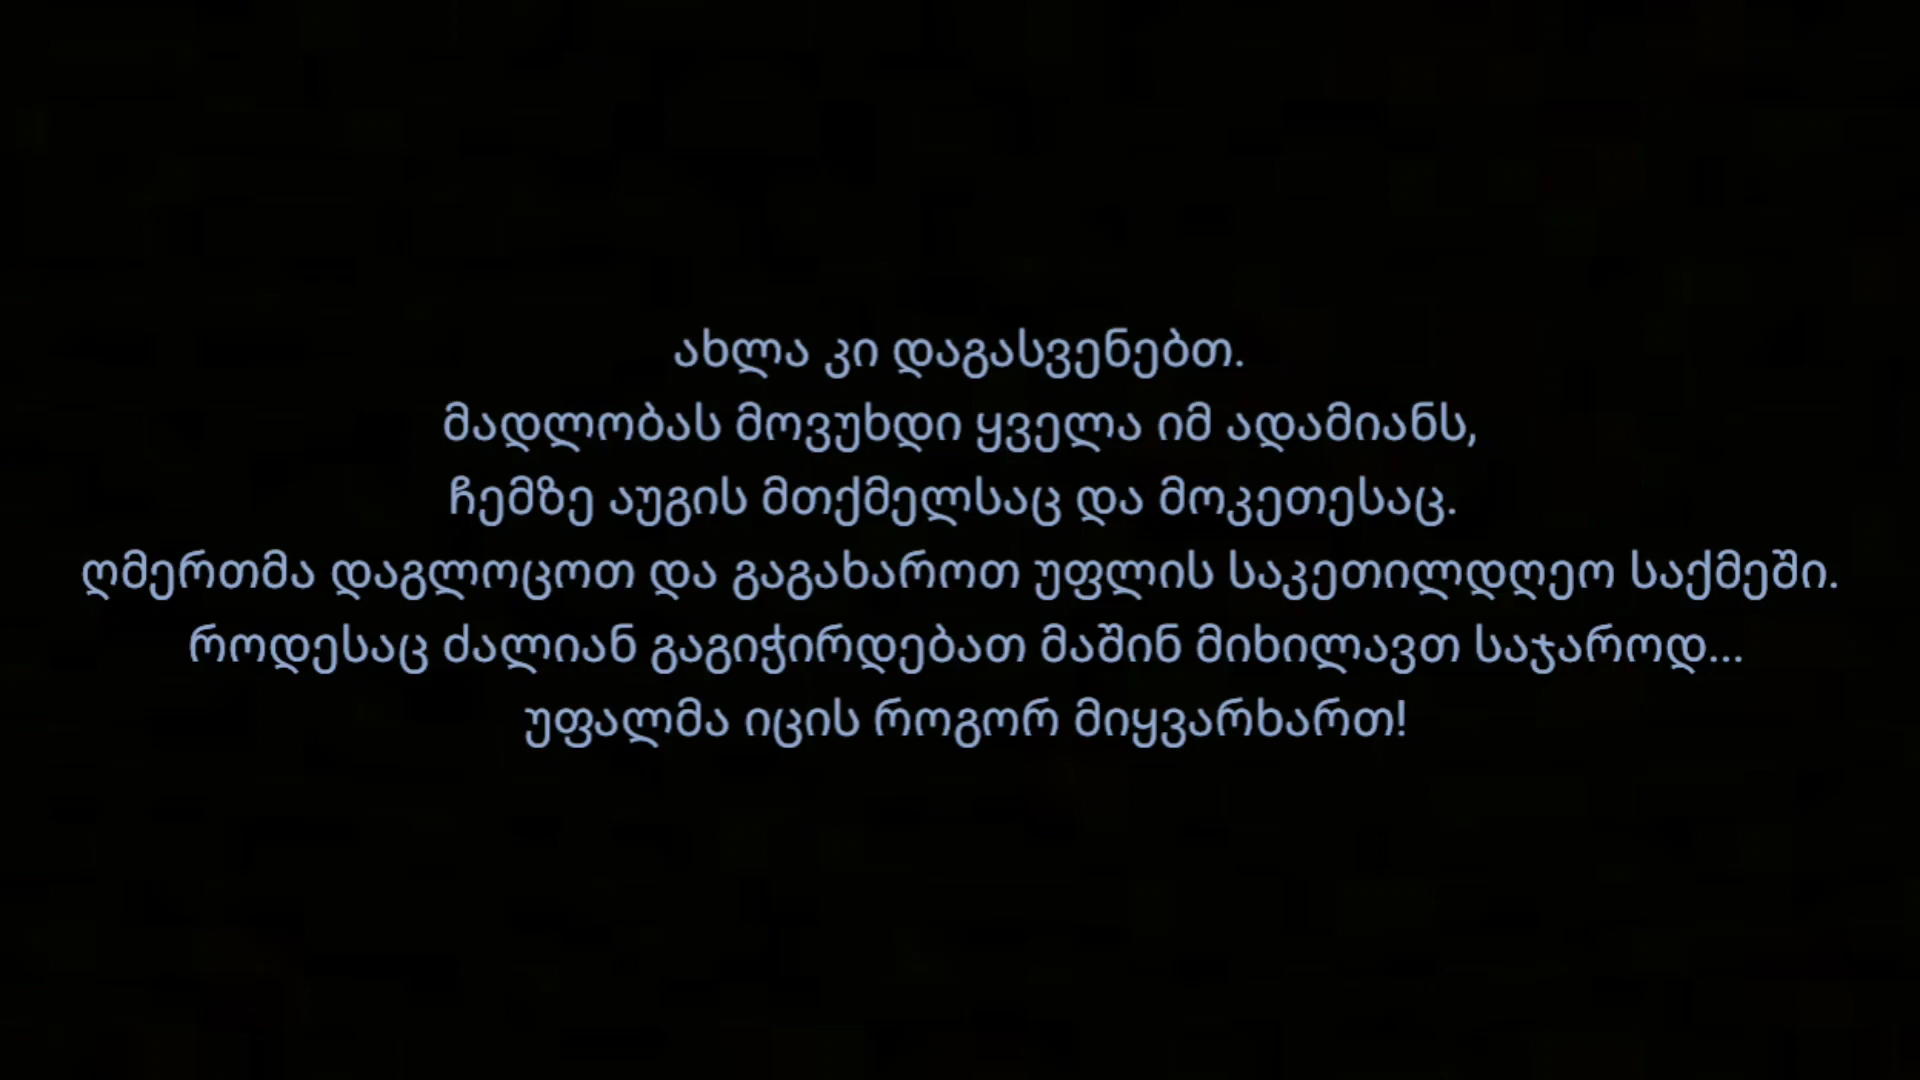 ახლა კი დაგასვენებთ.
მადლობას მოვუხდი ყველა იმ ადამიანს,
ჩემზე აუგის მთქმელსაც და მოკეთესაც.
ღმერთმა დაგლოცოთ და გაგახაროთ უფლის საკეთილდღეო საქმეში.
როდესაც ძალიან გაგიჭირდებათ მაშინ მიხილავთ საჯაროდ...
უფალმა იცის როგორ მიყვარხართ!